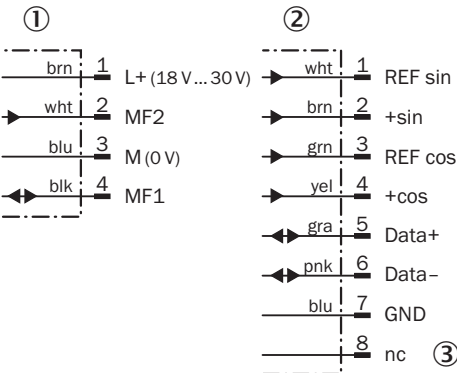 ① ②
brn 1 L+ (18 V... 30 V)
wht 2 MF2
blu 3 M (0 V)
blk 4 MF1
wht 1 REF sin
brn 2 +sin
grn 3 REF cos
yel 4 +cos
gra 5 Data+
pnk 6 Data–
blu 7 GND
8 nc ③